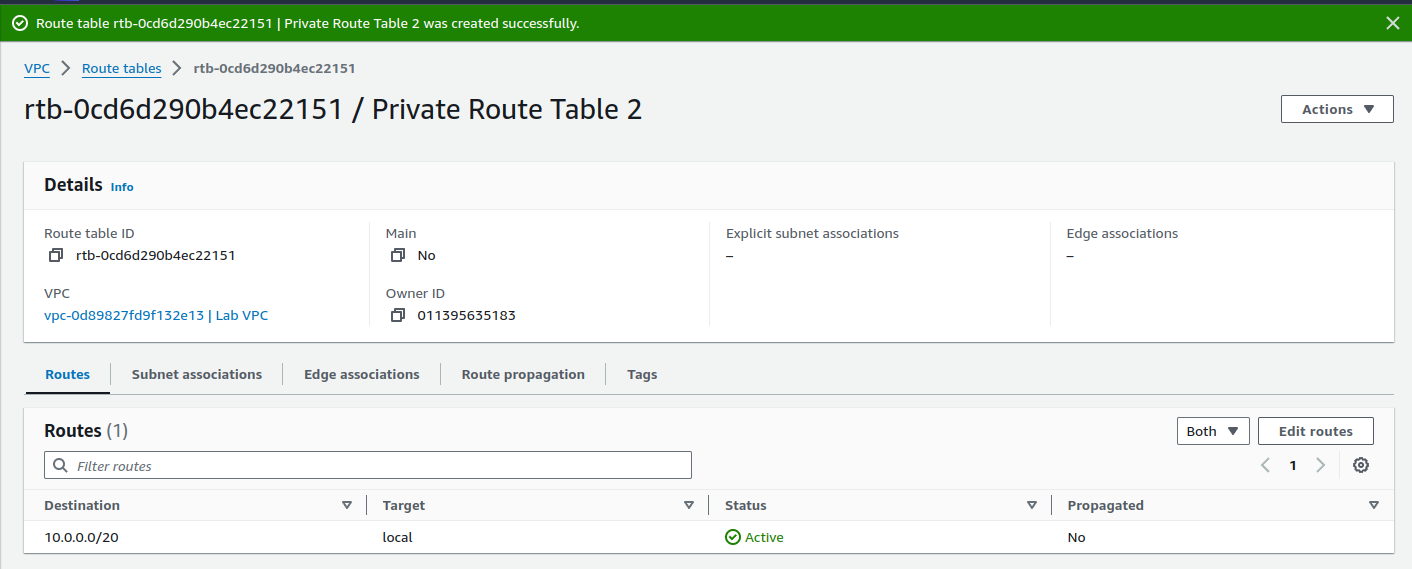 Route table rtb-0cd6d290b4ec22151 | Private Route Table 2 was created successfully.
VPC > Route tables > rtb-0cd6d290b4ec22151
rtb-0cd6d290b4ec22151 / Private Route Table 2
Actions
Details Info
Route table ID
rtb-0cd6d290b4ec22151
Main
No
Explicit subnet associations
–
Edge associations
–
VPC
vpc-0d89827fd9f132e13 | Lab VPC
Owner ID
011395635183
Routes
Subnet associations
Edge associations
Route propagation
Tags
Routes (1)
Both
Edit routes
Filter routes
1
Destination Target Status Propagated
10.0.0.0/20 local Active No